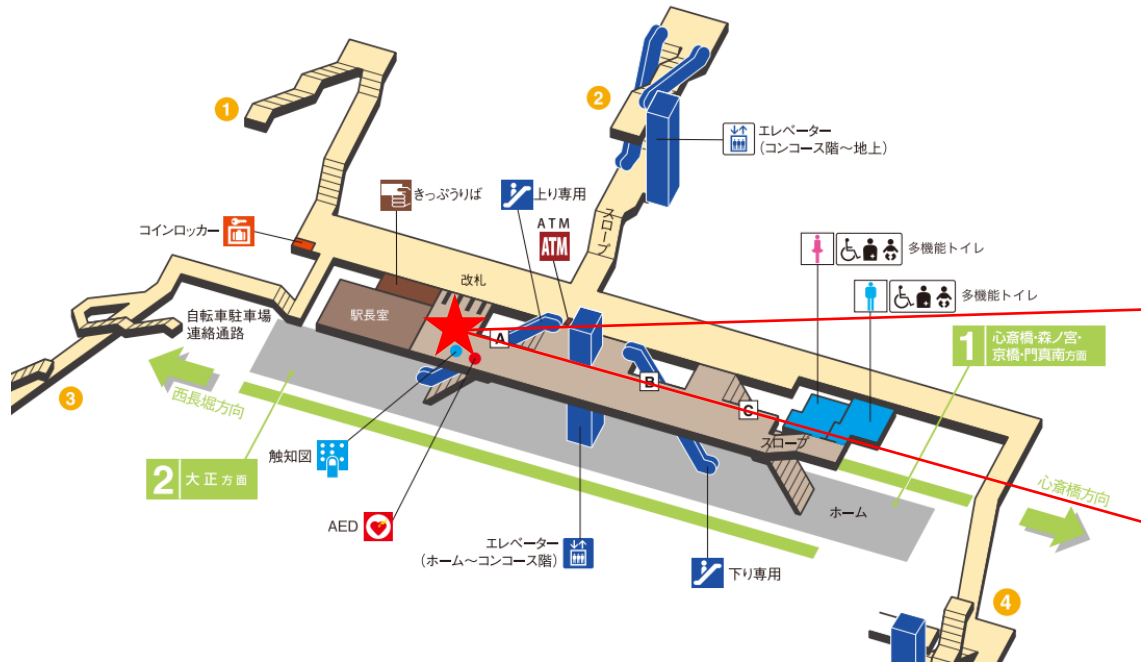 1
2
エレベーター
(コンコース階〜地上)
きっぷうりば
上り専用
スロープ
ATM
ATM
コインロッカー
改札
多機能トイレ
多機能トイレ
自転車駐車場
連絡通路
駅長室
A
1
心斎橋・森ノ宮・
京橋・門真南方面
B
3
西長堀方向
C
スロープ
触知図
2
大正方面
心斎橋方向
ホーム
AED
エレベーター
(ホーム〜コンコース階)
下り専用
4